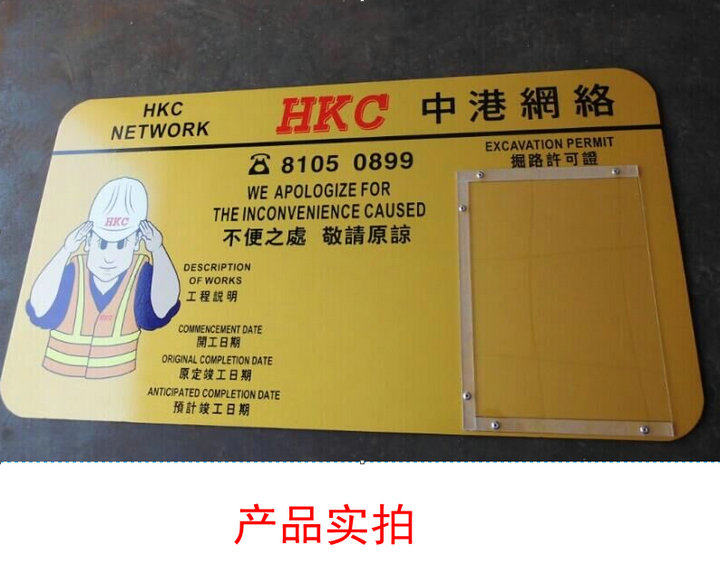 HKC
NETWORK
HKC 中港網絡
EXCAVATION PERMIT
掘路許可證
☎ 8105 0899
WE APOLOGIZE FOR
THE INCONVENIENCE CAUSED
不便之處 敬請原諒
HKC
DESCRIPTION
OF WORKS
工程説明
HKC
COMMENCEMENT DATE
開工日期
ORIGINAL COMPLETION DATE
原定竣工日期
ANTICIPATED COMPLETION DATE
預計竣工日期
产品实拍